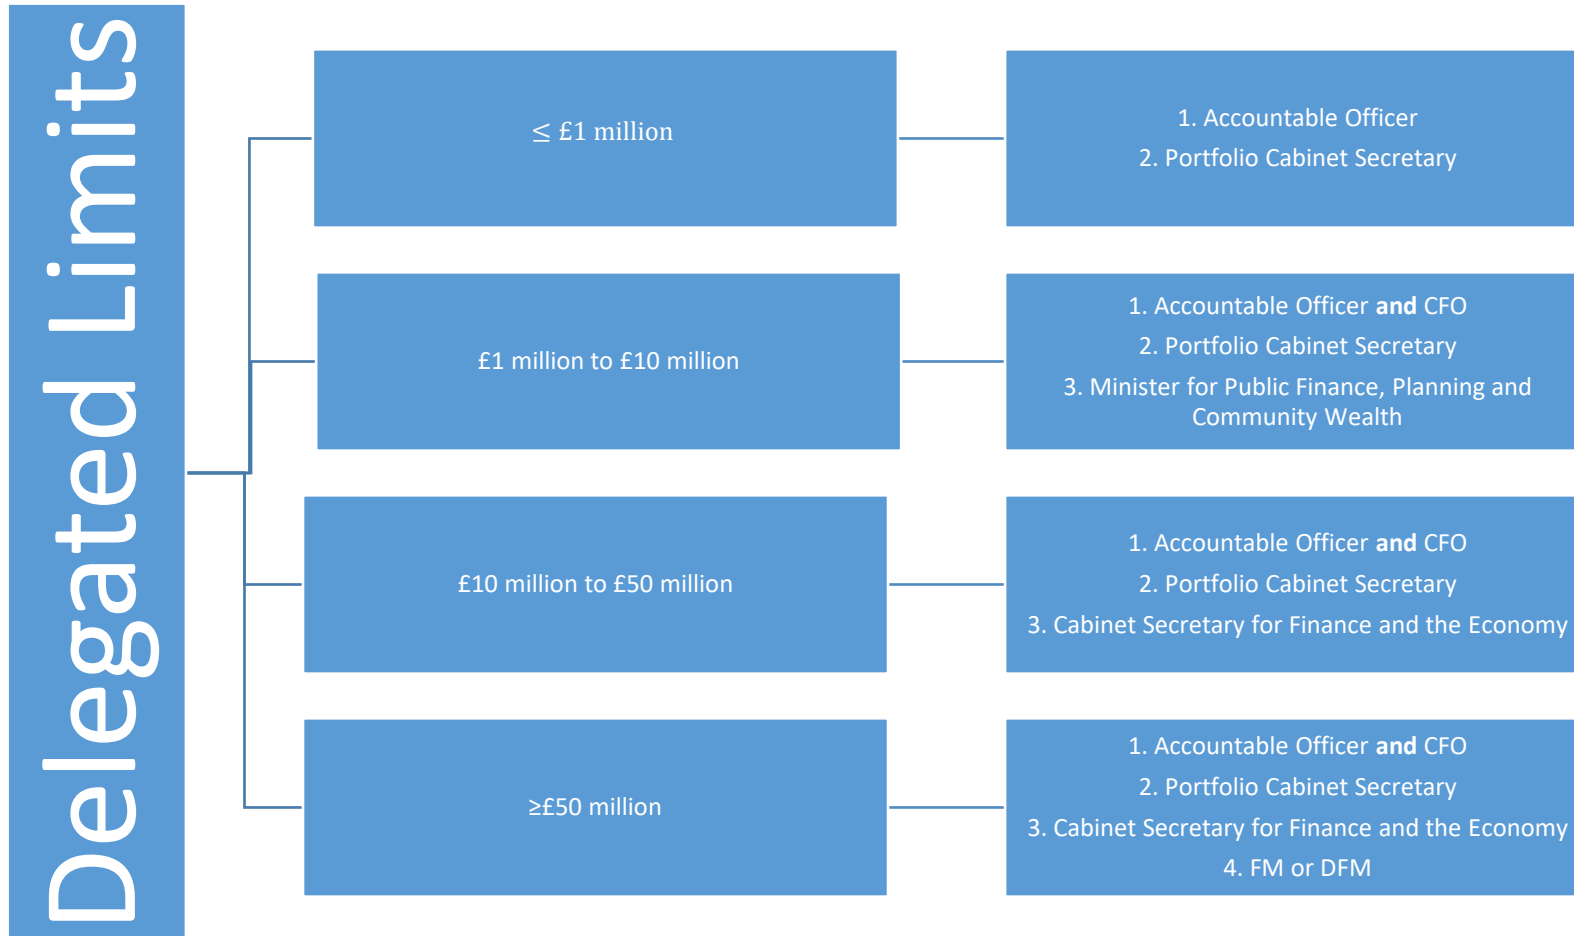 Delegated Limits
≤ £1 million
1. Accountable Officer
2. Portfolio Cabinet Secretary
£1 million to £10 million
1. Accountable Officer and CFO
2. Portfolio Cabinet Secretary
3. Minister for Public Finance, Planning and
Community Wealth
£10 million to £50 million
1. Accountable Officer and CFO
2. Portfolio Cabinet Secretary
3. Cabinet Secretary for Finance and the Economy
≥£50 million
1. Accountable Officer and CFO
2. Portfolio Cabinet Secretary
3. Cabinet Secretary for Finance and the Economy
4. FM or DFM